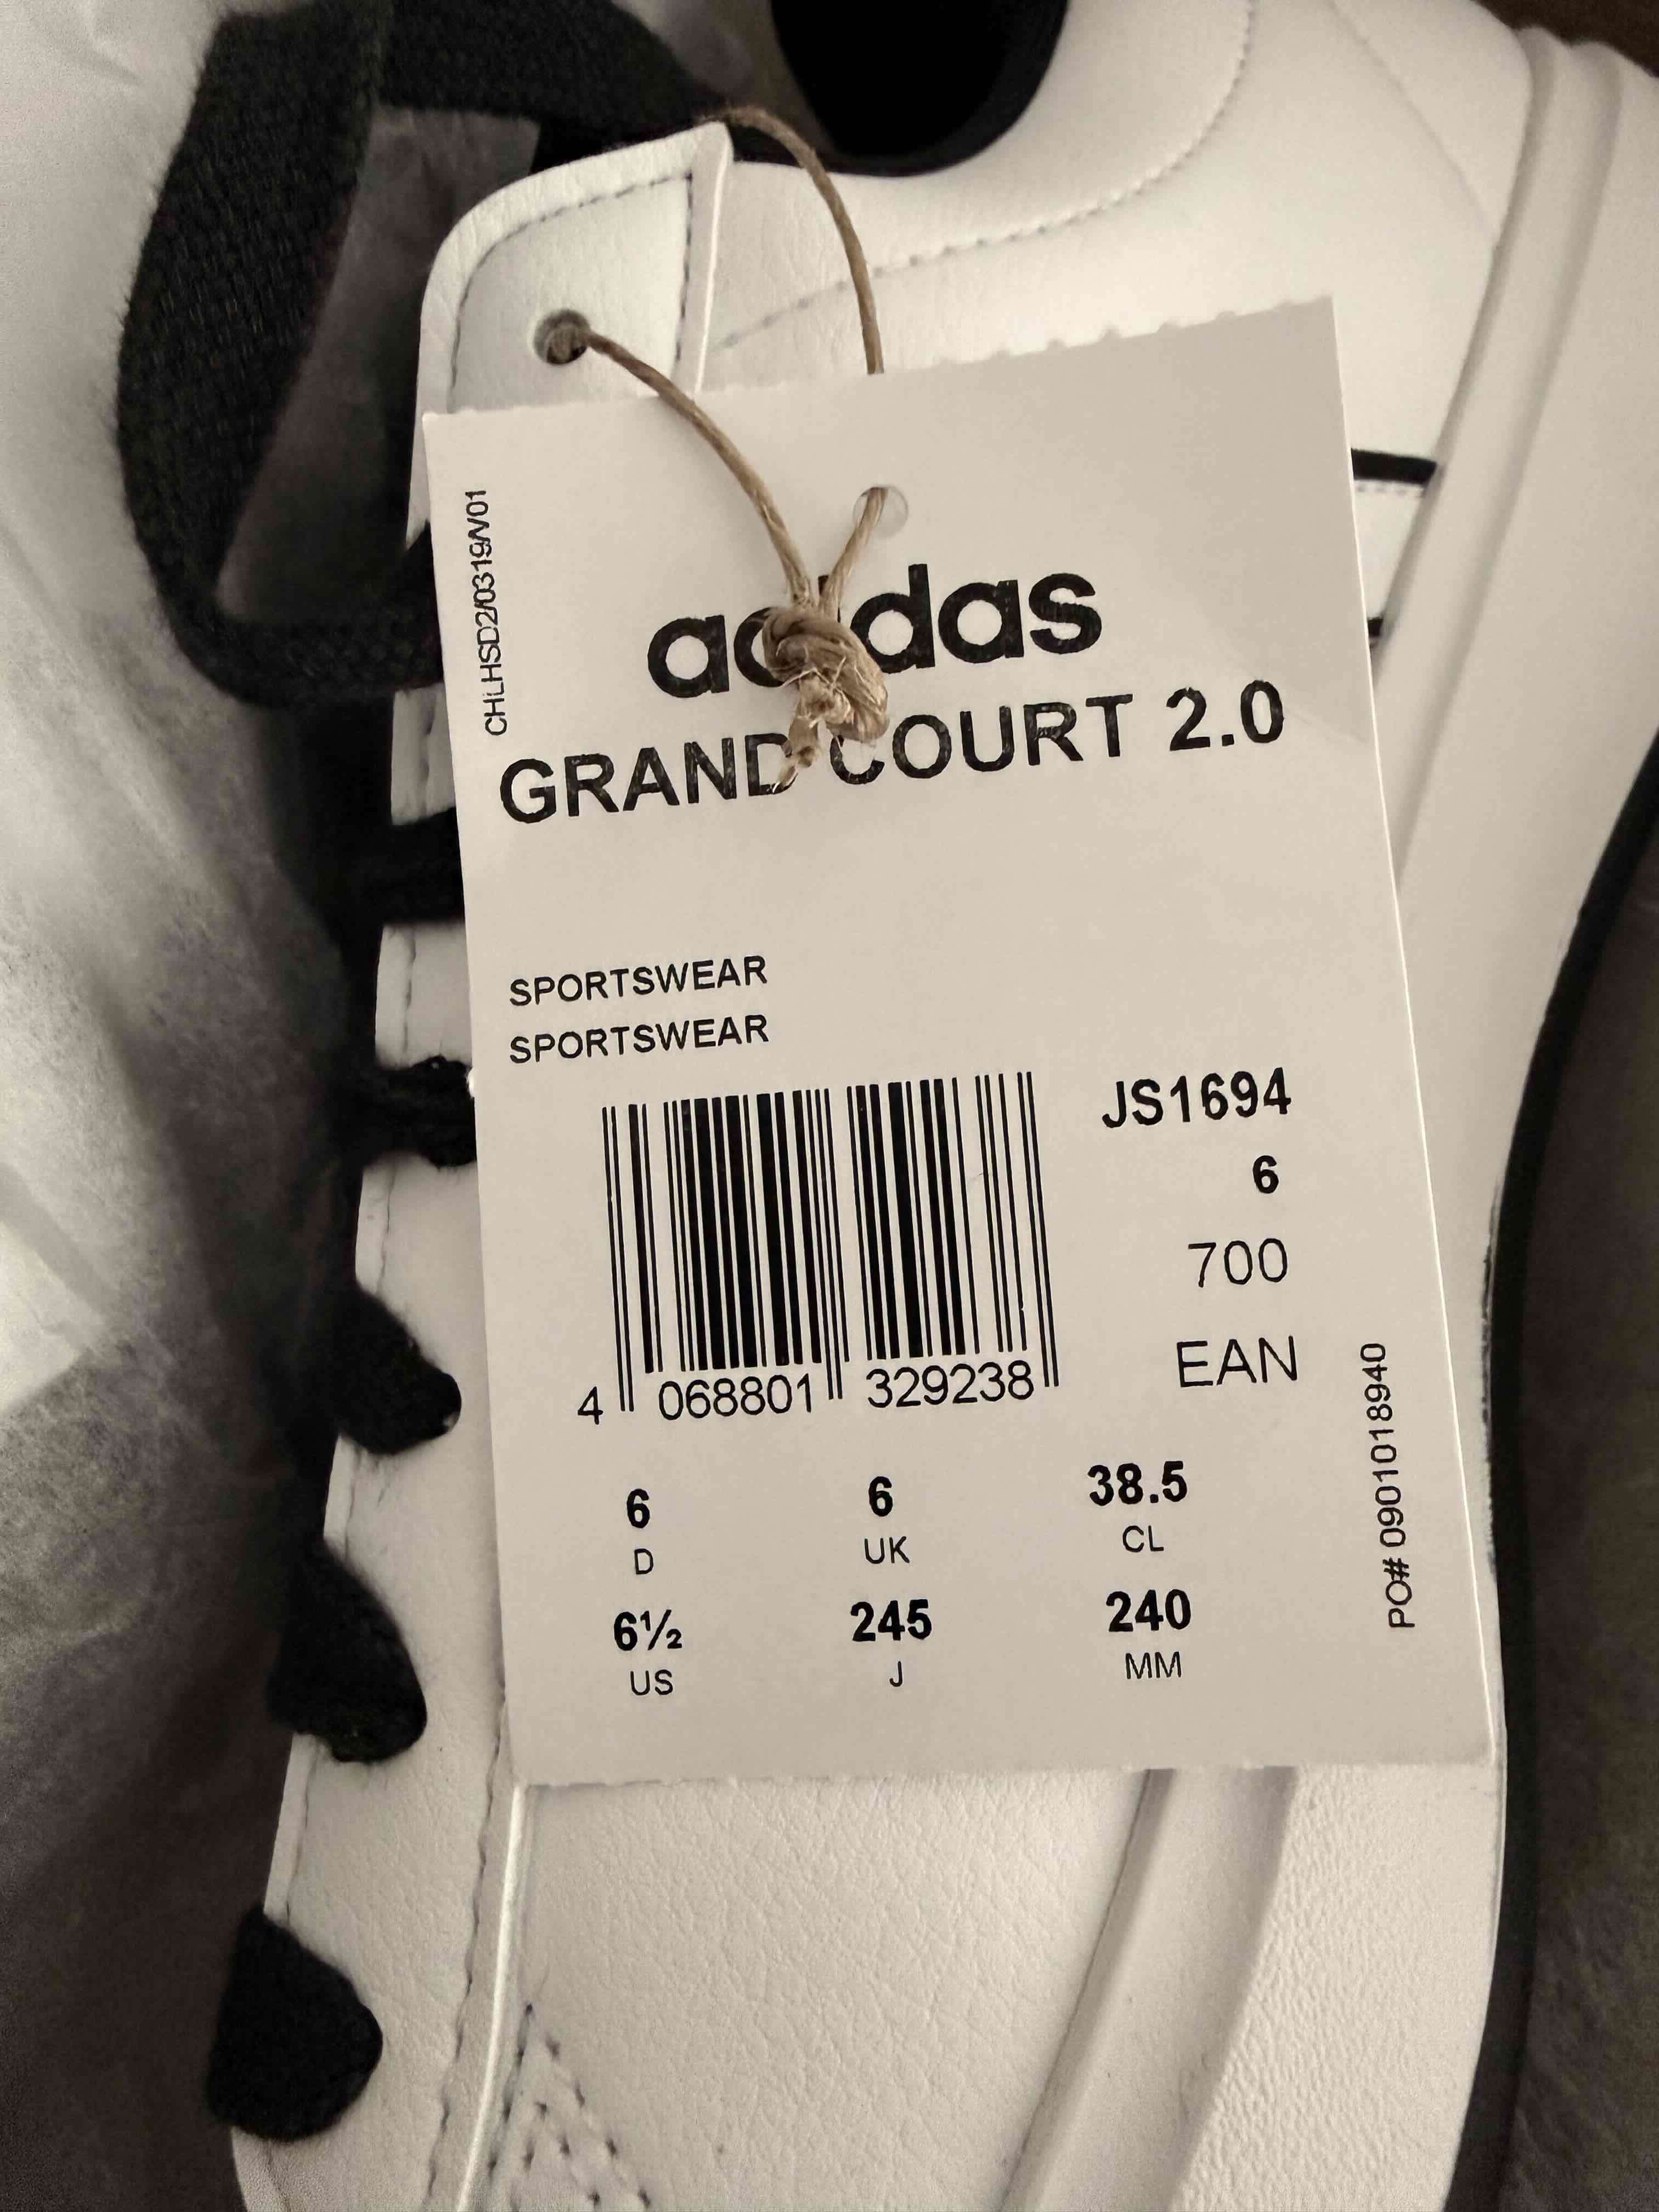 CHLHSD2/0319/V01
adidas
GRAND COURT 2.0
SPORTSWEAR
SPORTSWEAR
JS1694
6
700
EAN
4 068801 329238
6 6 38.5
D UK CL
6½ 245 240
US J MM
PO# 0901018940